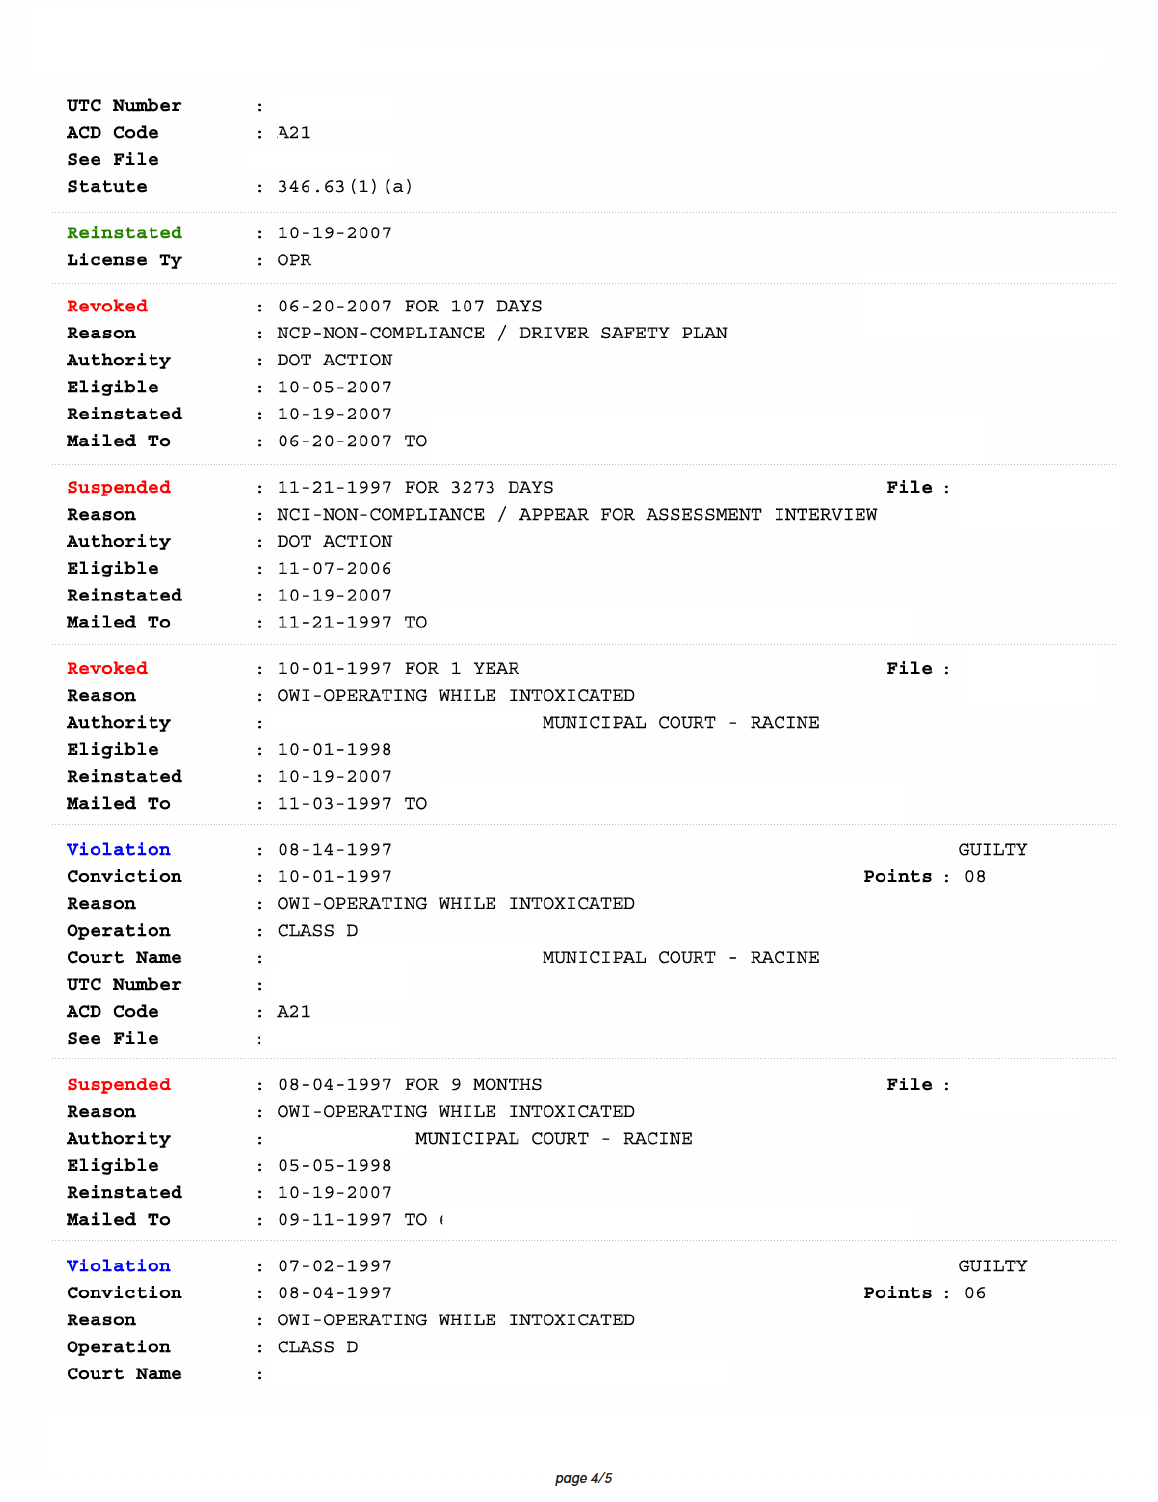 UTC Number :
ACD Code : A21
See File
Statute : 346.63(1)(a)
Reinstated : 10-19-2007
License Ty : OPR
Revoked : 06-20-2007 FOR 107 DAYS
Reason : NCP-NON-COMPLIANCE / DRIVER SAFETY PLAN
Authority : DOT ACTION
Eligible : 10-05-2007
Reinstated : 10-19-2007
Mailed To : 06-20-2007 TO
Suspended : 11-21-1997 FOR 3273 DAYS File :
Reason : NCI-NON-COMPLIANCE / APPEAR FOR ASSESSMENT INTERVIEW
Authority : DOT ACTION
Eligible : 11-07-2006
Reinstated : 10-19-2007
Mailed To : 11-21-1997 TO
Revoked : 10-01-1997 FOR 1 YEAR File :
Reason : OWI-OPERATING WHILE INTOXICATED
Authority : MUNICIPAL COURT - RACINE
Eligible : 10-01-1998
Reinstated : 10-19-2007
Mailed To : 11-03-1997 TO
Violation : 08-14-1997 GUILTY
Conviction : 10-01-1997 Points : 08
Reason : OWI-OPERATING WHILE INTOXICATED
Operation : CLASS D
Court Name : MUNICIPAL COURT - RACINE
UTC Number :
ACD Code : A21
See File :
Suspended : 08-04-1997 FOR 9 MONTHS File :
Reason : OWI-OPERATING WHILE INTOXICATED
Authority : MUNICIPAL COURT - RACINE
Eligible : 05-05-1998
Reinstated : 10-19-2007
Mailed To : 09-11-1997 TO
Violation : 07-02-1997 GUILTY
Conviction : 08-04-1997 Points : 06
Reason : OWI-OPERATING WHILE INTOXICATED
Operation : CLASS D
Court Name :
page 4/5